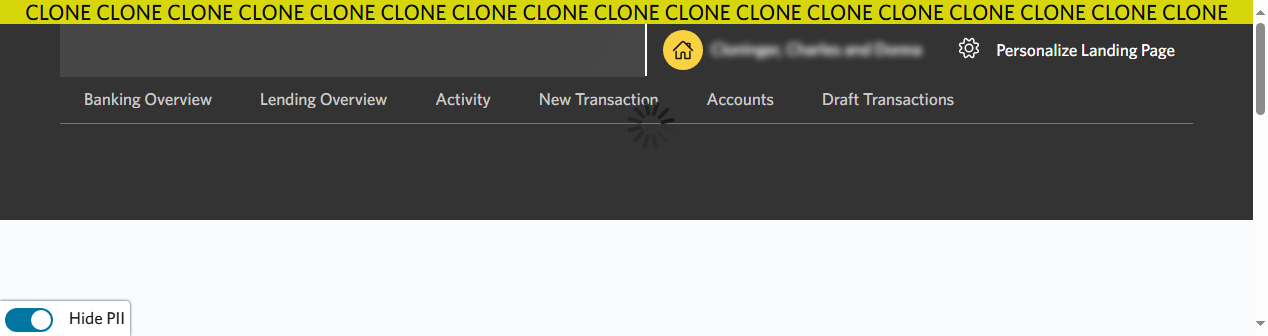 CLONE CLONE CLONE CLONE CLONE CLONE CLONE CLONE CLONE CLONE CLONE CLONE CLONE CLONE CLONE CLONE CLONE
Personalize Landing Page
Banking Overview Lending Overview Activity New Transaction Accounts Draft Transactions
Hide PII